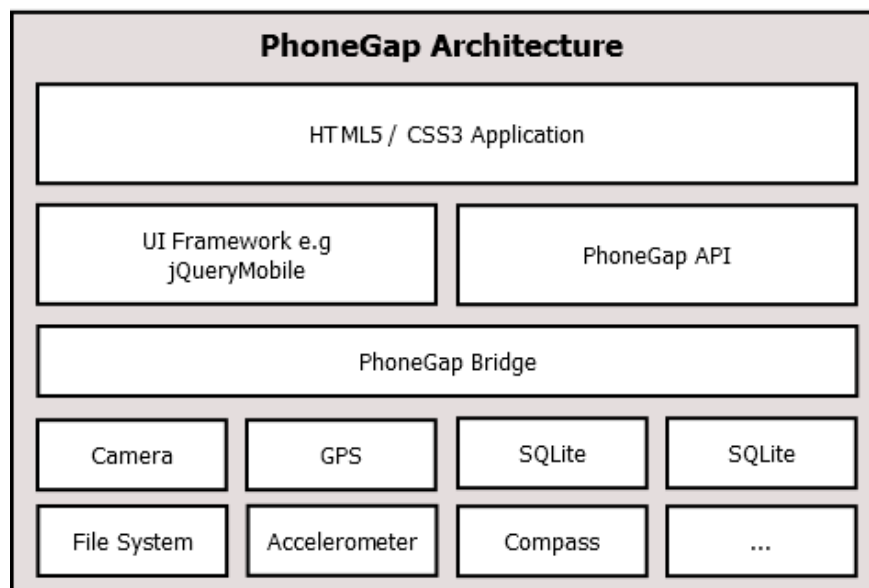 PhoneGap Architecture
HTML5 / CSS3 Application
UI Framework e.g
jQueryMobile
PhoneGap API
PhoneGap Bridge
Camera
GPS
SQLite
SQLite
File System
Accelerometer
Compass
...